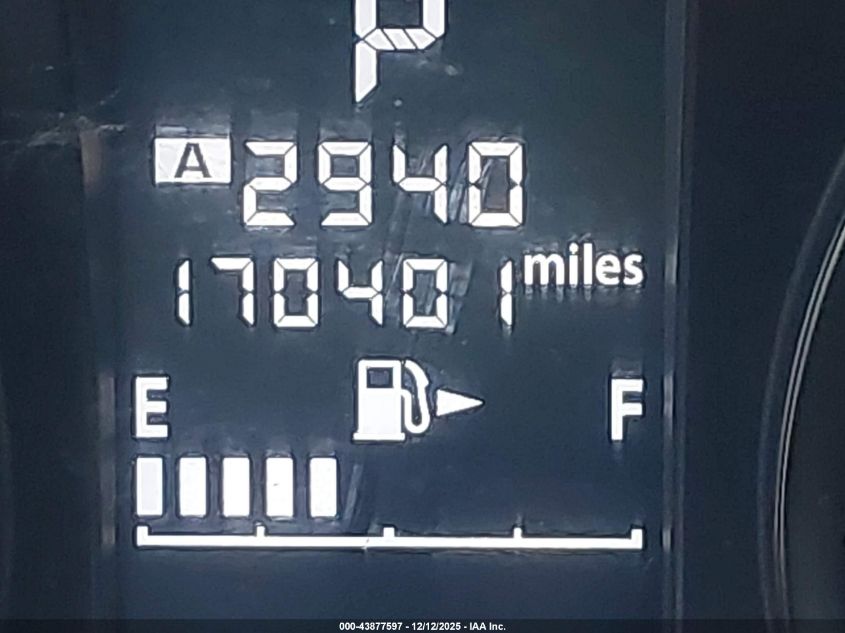 P
A 2940
170401 miles
E F
000-43877597 - 12/12/2025 - IAA Inc.